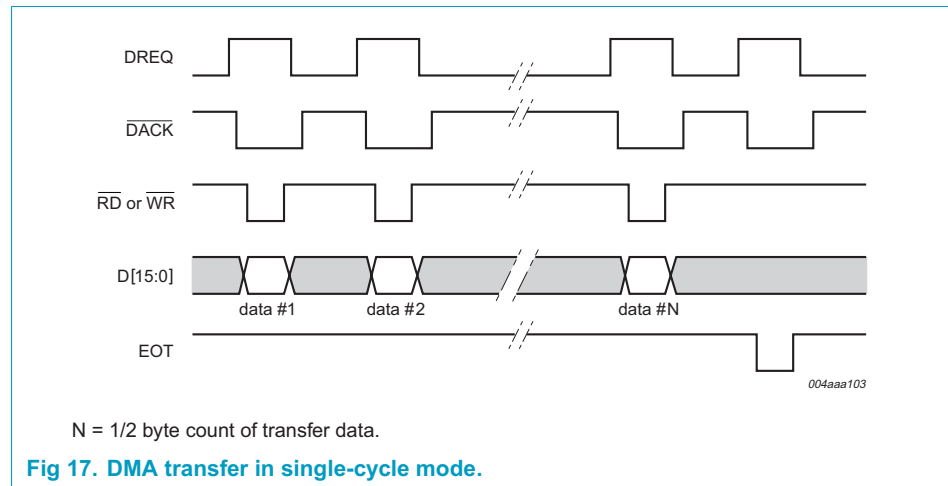 DREQ
DACK
RD or WR
D[15:0]
data #1 data #2 data #N
EOT
004aaa103
N = 1/2 byte count of transfer data.
Fig 17. DMA transfer in single-cycle mode.